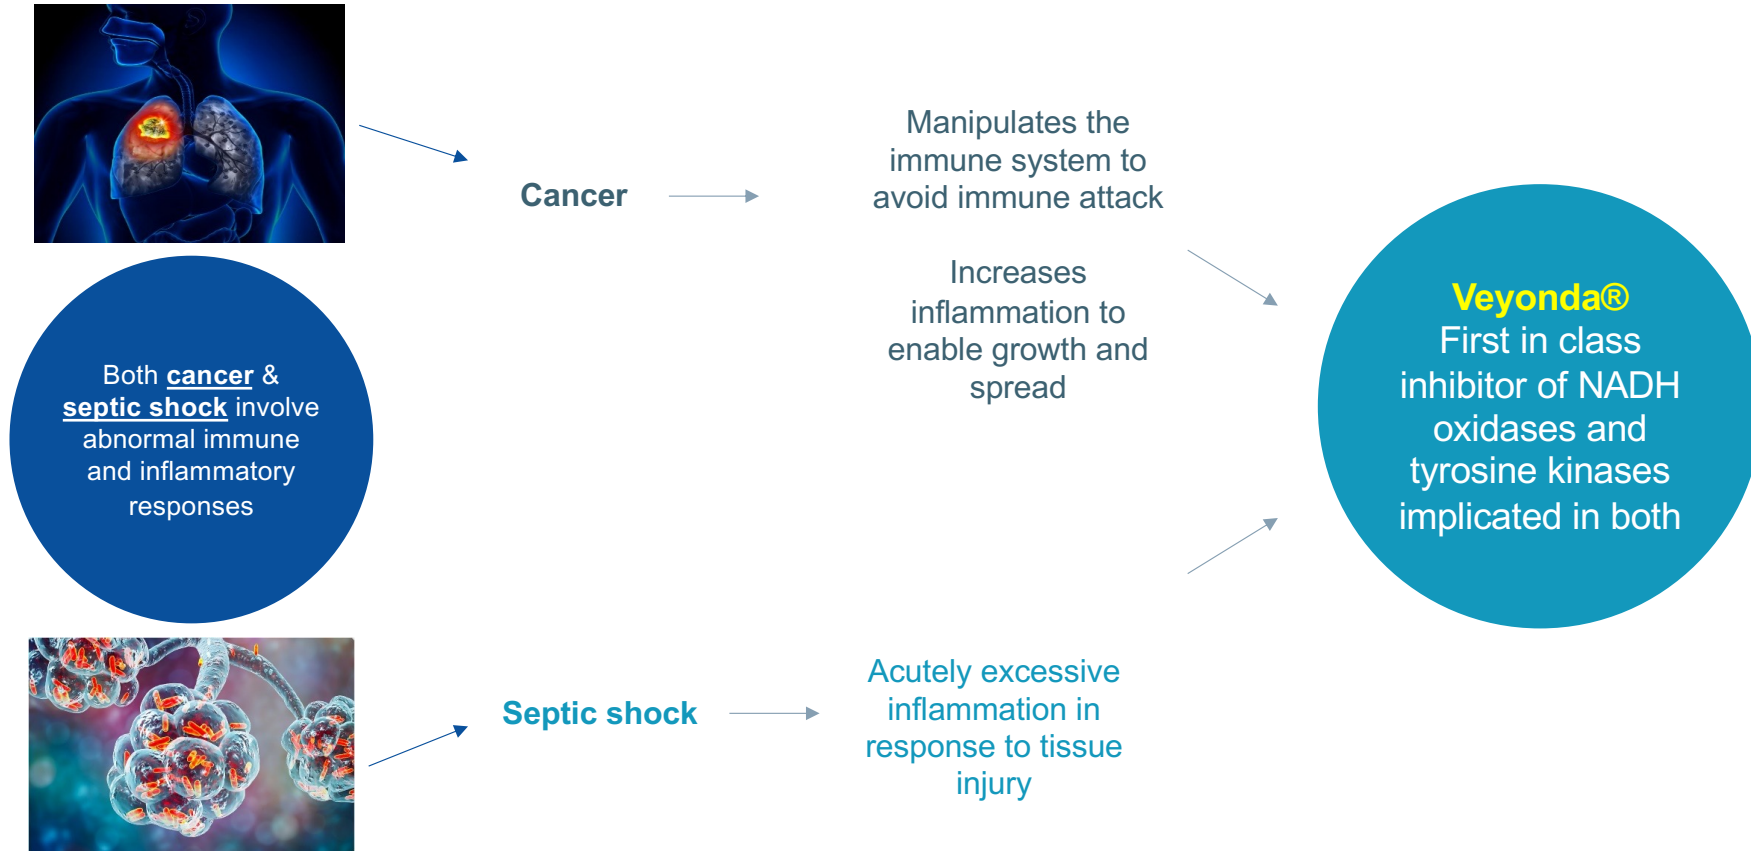 Cancer
Manipulates the
immune system to
avoid immune attack
Increases
inflammation to
enable growth and
spread
Both cancer &
septic shock involve
abnormal immune
and inflammatory
responses
Veyonda®
First in class
inhibitor of NADH
oxidases and
tyrosine kinases
implicated in both
Septic shock
Acutely excessive
inflammation in
response to tissue
injury